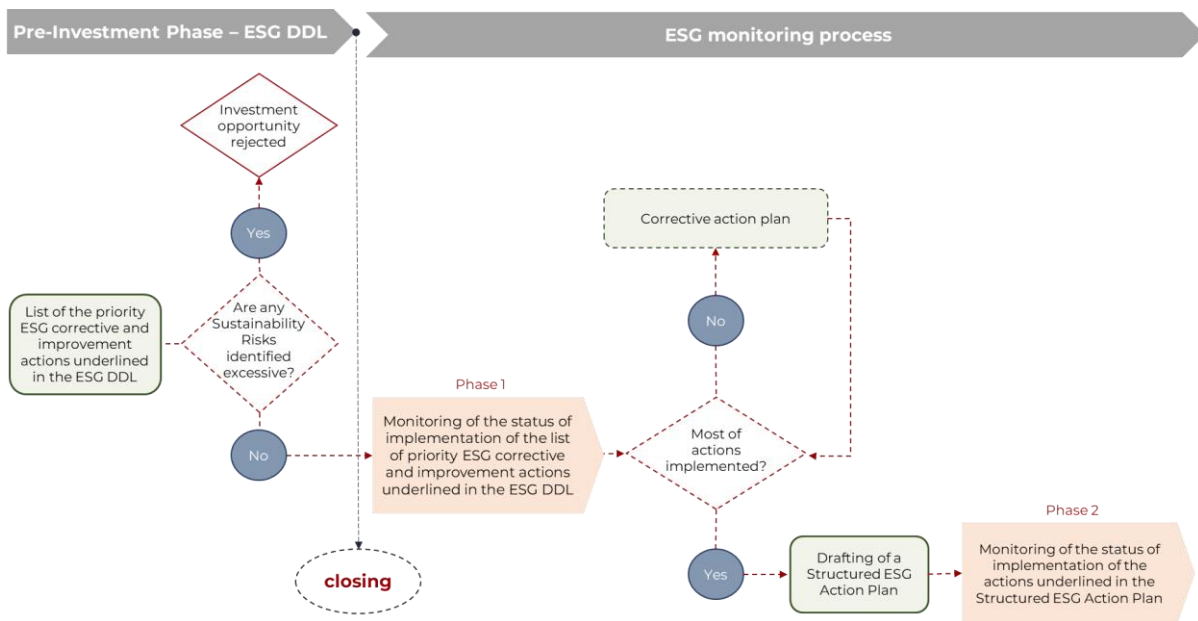 Pre-Investment Phase – ESG DDL
ESG monitoring process
Investment
opportunity
rejected
Yes
List of the priority
ESG corrective and
improvement
actions underlined
in the ESG DDL
Are any
Sustainability
Risks
identified
excessive?
No
closing
Phase 1
Monitoring of the status of
implementation of the list
of priority ESG corrective
and improvement actions
underlined in the ESG DDL
Corrective action plan
No
Most of
actions
implemented?
Yes
Drafting of a
Structured ESG
Action Plan
Phase 2
Monitoring of the status of
implementation of the
actions underlined in the
Structured ESG Action Plan